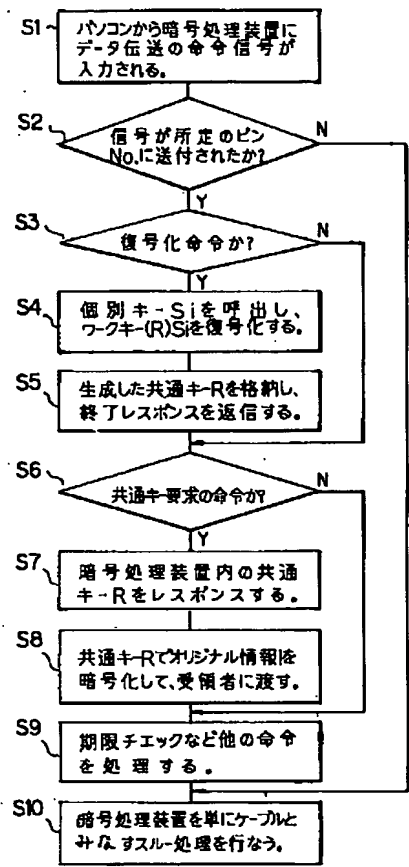 S1
パソコンから暗号処理装置に
データ伝送の命令信号が
入力される。
S2
信号が所定のピン
No.に送付されたか?
N
Y
S3
復号化命令か?
N
Y
S4
個別キーSiを呼出し、
ワークキー(R)Siを復号化する。
S5
生成した共通キーRを格納し、
終了レスポンスを返信する。
S6
共通キー要求の命令か?
N
Y
S7
暗号処理装置内の共通
キーRをレスポンスする。
S8
共通キーRでオリジナル情報Iを
暗号化して、受領者に渡す。
S9
期限チェックなど他の命令
を処理する。
S10
暗号処理装置を単にケーブルと
みなすスルー処理を行なう。